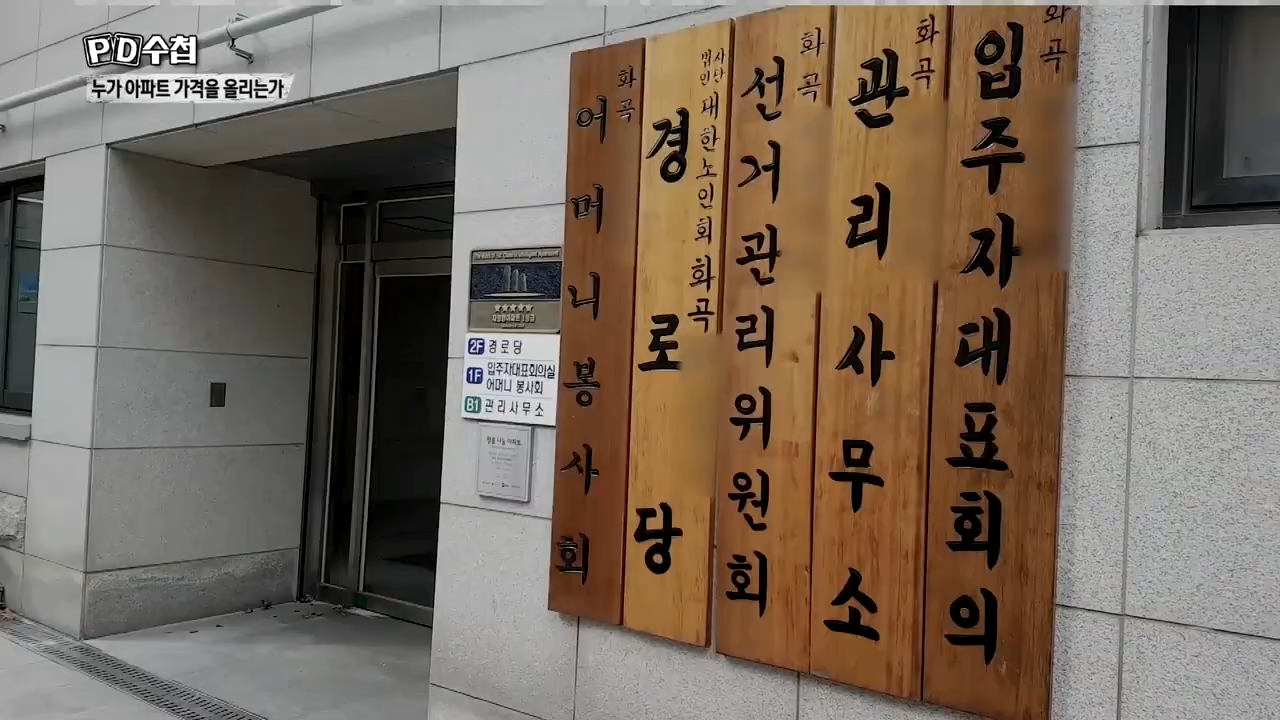 PD수첩
누가 아파트 가격을 올리는가
화곡
어머니봉사회
사단
법인 대한노인회 화곡
경로당
화곡
선거관리위원회
화곡
관리사무소
화곡
입주자대표회의
2F 경로당
1F 입주자대표회의실
어머니 봉사회
B1 관리사무소